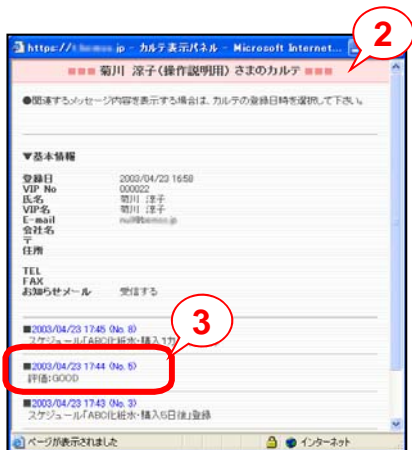 https:// .jp - カルテ表示パネル - Microsoft Internet...
2
■■■ 菊川 涼子(操作説明用) さまのカルテ ■■■
●関連するメッセージ内容を表示する場合は、カルテの登録日時を選択して下さい。
▼基本情報
登録日 2003/04/23 16:58
VIP No 000022
氏名 菊川 涼子
VIP名 菊川 涼子
E-mail
会社名
〒
住所
TEL
FAX
お知らせメール 受信する
3
■2003/04/23 17:45 (No. 8)
スケジュール「ABC化粧水・購入1カ
■2003/04/23 17:44 (No. 5)
評価:GOOD
■2003/04/23 17:43 (No. 3)
スケジュール「ABC化粧水・購入5日後」登録
ページが表示されました インターネット